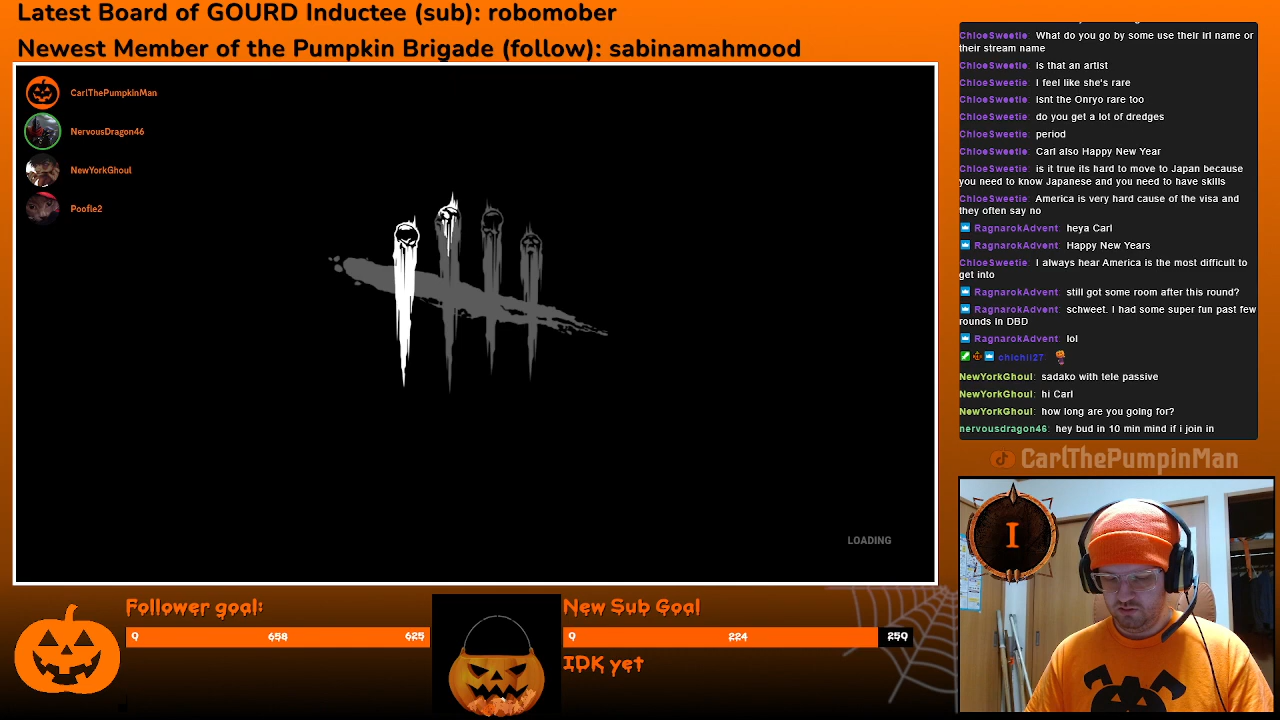 Latest Board of GOURD Inductee (sub): robomober
Newest Member of the Pumpkin Brigade (follow): sabinamahmood
CarlThePumpkinMan
NervousDragon46
NewYorkGhoul
Poofle2
LOADING
ChloeSweetie: What do you go by some use their irl name or
their stream name
ChloeSweetie: is that an artist
ChloeSweetie: I feel like she's rare
ChloeSweetie: isnt the Onryo rare too
ChloeSweetie: do you get a lot of dredges
ChloeSweetie: period
ChloeSweetie: Carl also Happy New Year
ChloeSweetie: is it true its hard to move to Japan because
you need to know Japanese and you need to have skills
ChloeSweetie: America is very hard cause of the visa and
they often say no
RagnarokAdvent: heya Carl
RagnarokAdvent: Happy New Years
ChloeSweetie: I always hear America is the most difficult to
get into
RagnarokAdvent: still got some room after this round?
RagnarokAdvent: schweet. I had some super fun past few
rounds in DBD
RagnarokAdvent: lol
chichii27:
NewYorkGhoul: sadako with tele passive
NewYorkGhoul: hi Carl
NewYorkGhoul: how long are you going for?
nervousdragon46: hey bud in 10 min mind if i join in
CarlThePumpinMan
I
Follower goal:
0 658 625
New Sub Goal
0 224 250
IDK yet